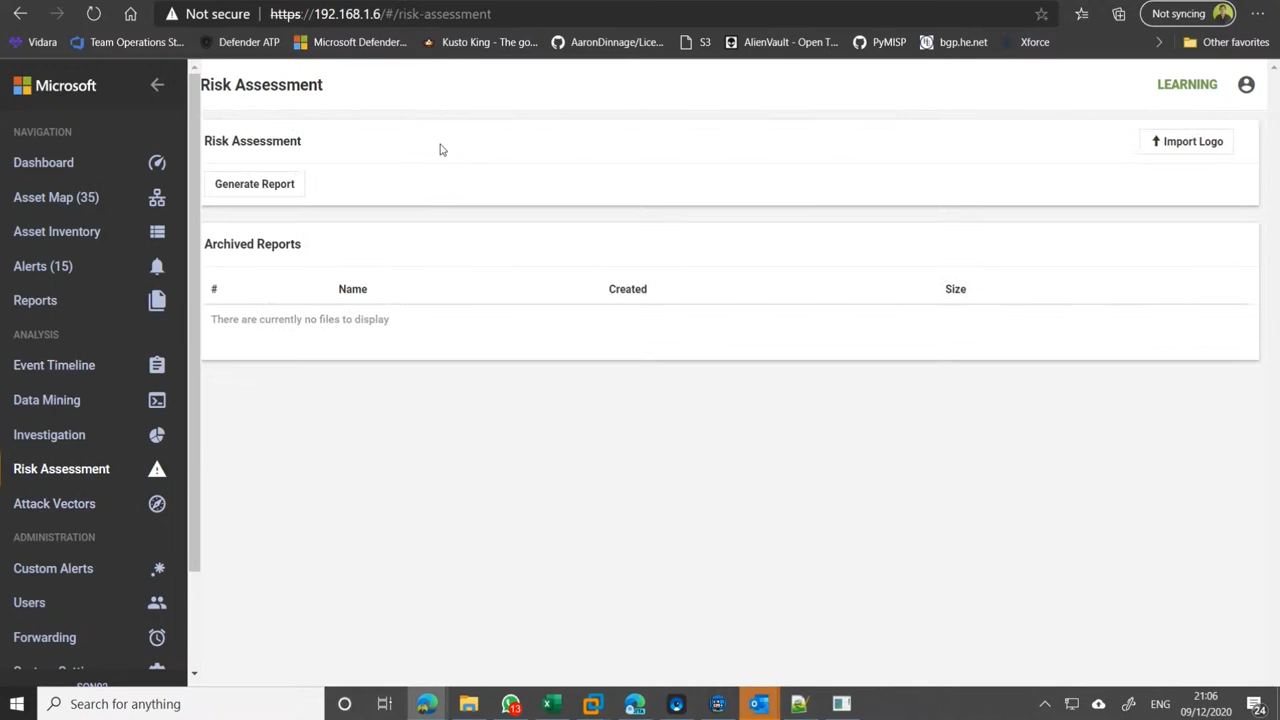 Not secure
https://192.168.1.6/#/risk-assessment
Not syncing
Vidara
Team Operations St...
Defender ATP
Microsoft Defender...
Kusto King - The go...
AaronDinnage/Lice...
S3
AlienVault - Open T...
PyMISP
bgp.he.net
Xforce
Other favorites
Microsoft
Risk Assessment
LEARNING
NAVIGATION
Dashboard
Asset Map (35)
Asset Inventory
Alerts (15)
Reports
ANALYSIS
Event Timeline
Data Mining
Investigation
Risk Assessment
Attack Vectors
ADMINISTRATION
Custom Alerts
Users
Forwarding
Risk Assessment
Import Logo
Generate Report
Archived Reports
# Name Created Size
There are currently no files to display
Search for anything
13
ENG
21:06
09/12/2020
24